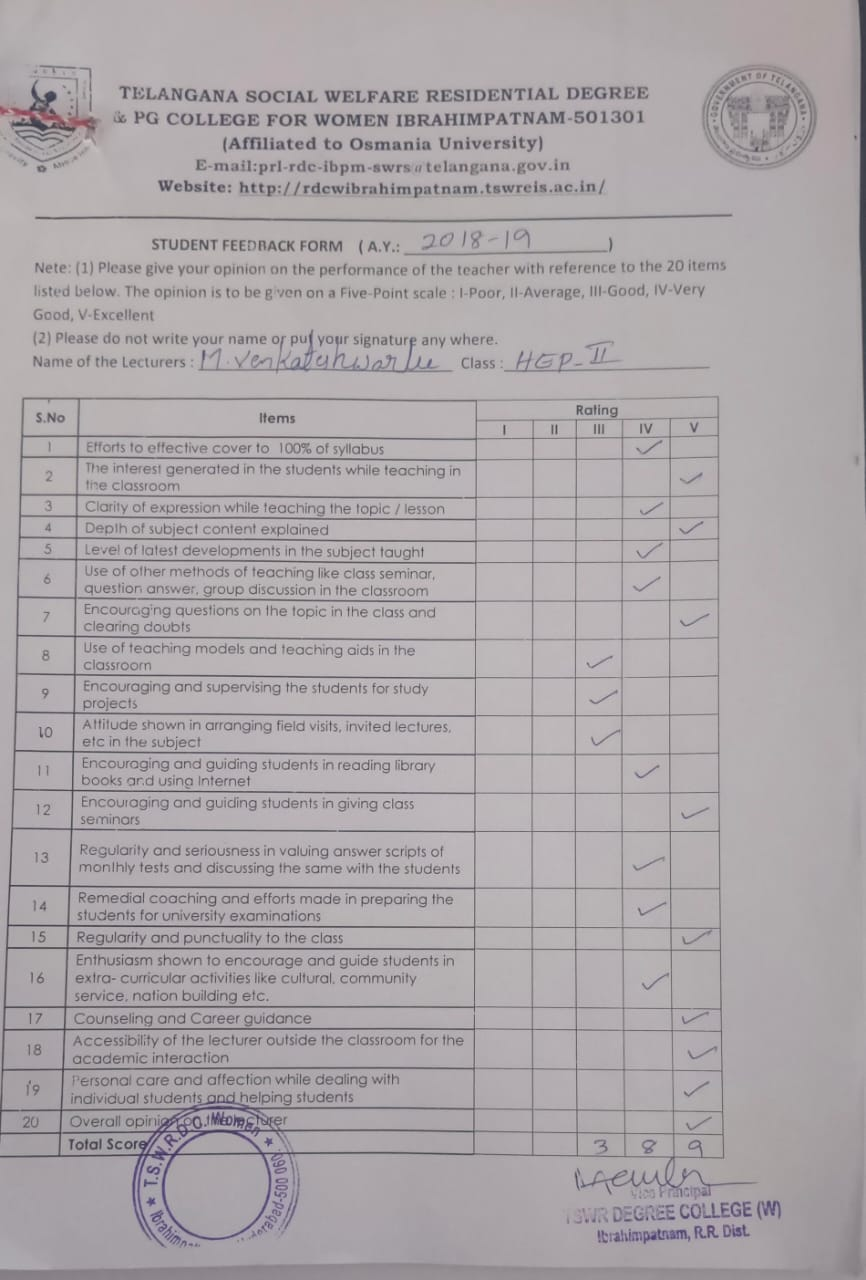 TELANGANA SOCIAL WELFARE RESIDENTIAL DEGREE
& PG COLLEGE FOR WOMEN IBRAHIMPATNAM-501301
(Affiliated to Osmania University)
E-mail:prl-rdc-ibpm-swrs@telangana.gov.in
Website: http://rdcwibrahimpatnam.tswreis.ac.in/
GOVERNMENT OF TELANGANA
STUDENT FEEDBACK FORM ( A.Y.: 2018-19 )
Note: (1) Please give your opinion on the performance of the teacher with reference to the 20 items
listed below. The opinion is to be given on a Five-Point scale : I-Poor, II-Average, III-Good, IV-Very
Good, V-Excellent
(2) Please do not write your name or put your signature any where.
Name of the Lecturers : M. Venkateshwarlu Class : HEP-II
S.No Items Rating
I II III IV V
1 Efforts to effective cover to 100% of syllabus ✓
2 The interest generated in the students while teaching in
the classroom ✓
3 Clarity of expression while teaching the topic / lesson ✓
4 Depth of subject content explained ✓
5 Level of latest developments in the subject taught ✓
6 Use of other methods of teaching like class seminar,
question answer, group discussion in the classroom ✓
7 Encouraging questions on the topic in the class and
clearing doubts ✓
8 Use of teaching models and teaching aids in the
classroom ✓
9 Encouraging and supervising the students for study
projects ✓
10 Attitude shown in arranging field visits, invited lectures,
etc in the subject ✓
11 Encouraging and guiding students in reading library
books and using Internet ✓
12 Encouraging and guiding students in giving class
seminars ✓
13 Regularity and seriousness in valuing answer scripts of
monthly tests and discussing the same with the students ✓
14 Remedial coaching and efforts made in preparing the
students for university examinations ✓
15 Regularity and punctuality to the class ✓
16 Enthusiasm shown to encourage and guide students in
extra- curricular activities like cultural, community
service, nation building etc. ✓
17 Counseling and Career guidance ✓
18 Accessibility of the lecturer outside the classroom for the
academic interaction ✓
19 Personal care and affection while dealing with
individual students and helping students ✓
20 Overall opinion on the lecturer ✓
Total Score 3 8 9
★ T.S.W.R.D.C. Women ★
Vice Principal
TSWR DEGREE COLLEGE (W)
Ibrahimpatnam, R.R. Dist.